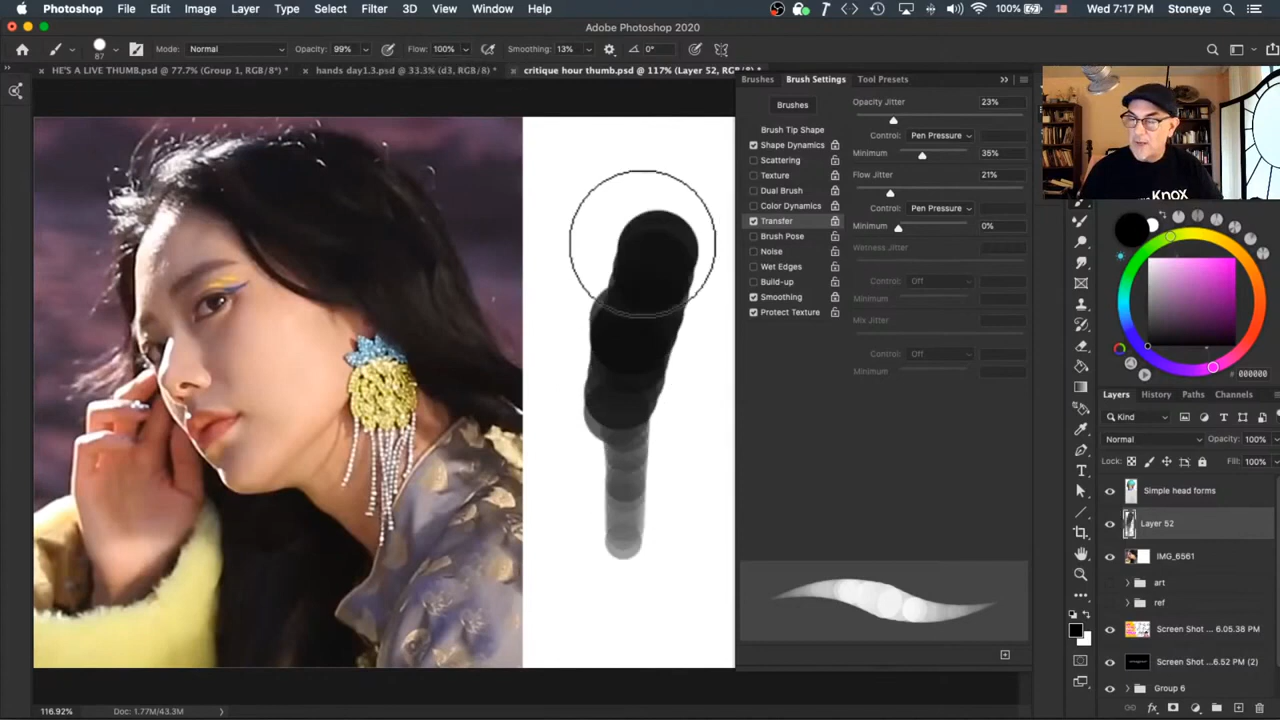 Photoshop File Edit Image Layer Type Select Filter 3D View Window Help 100% Wed 7:17 PM Stoneye
Adobe Photoshop 2020
87 Mode: Normal Opacity: 99% Flow: 100% Smoothing: 13% 0°
HE'S A LIVE THUMB.psd @ 77.7% (Group 1, RGB/8*) * hands day1.3.psd @ 33.3% (d3, RGB/8*) * critique hour thumb.psd @ 117% (Layer 52, RGB/8*) *
Brushes Brush Settings Tool Presets
Brushes
Brush Tip Shape
Shape Dynamics
Scattering
Texture
Dual Brush
Color Dynamics
Transfer
Brush Pose
Noise
Wet Edges
Build-up
Smoothing
Protect Texture
Opacity Jitter 23%
Control: Pen Pressure
Minimum 35%
Flow Jitter 21%
Control: Pen Pressure
Minimum 0%
Wetness Jitter
Control: Off
Minimum
Mix Jitter
Control: Off
Minimum
Knox
# 000000
Layers History Paths Channels
Kind
Normal Opacity: 100%
Lock: Fill: 100%
Simple head forms
Layer 52
IMG_6561
art
ref
Screen Shot ... 6.05.38 PM
Screen Shot ...6.52 PM (2)
Group 6
116.92% Doc: 1.77M/43.3M